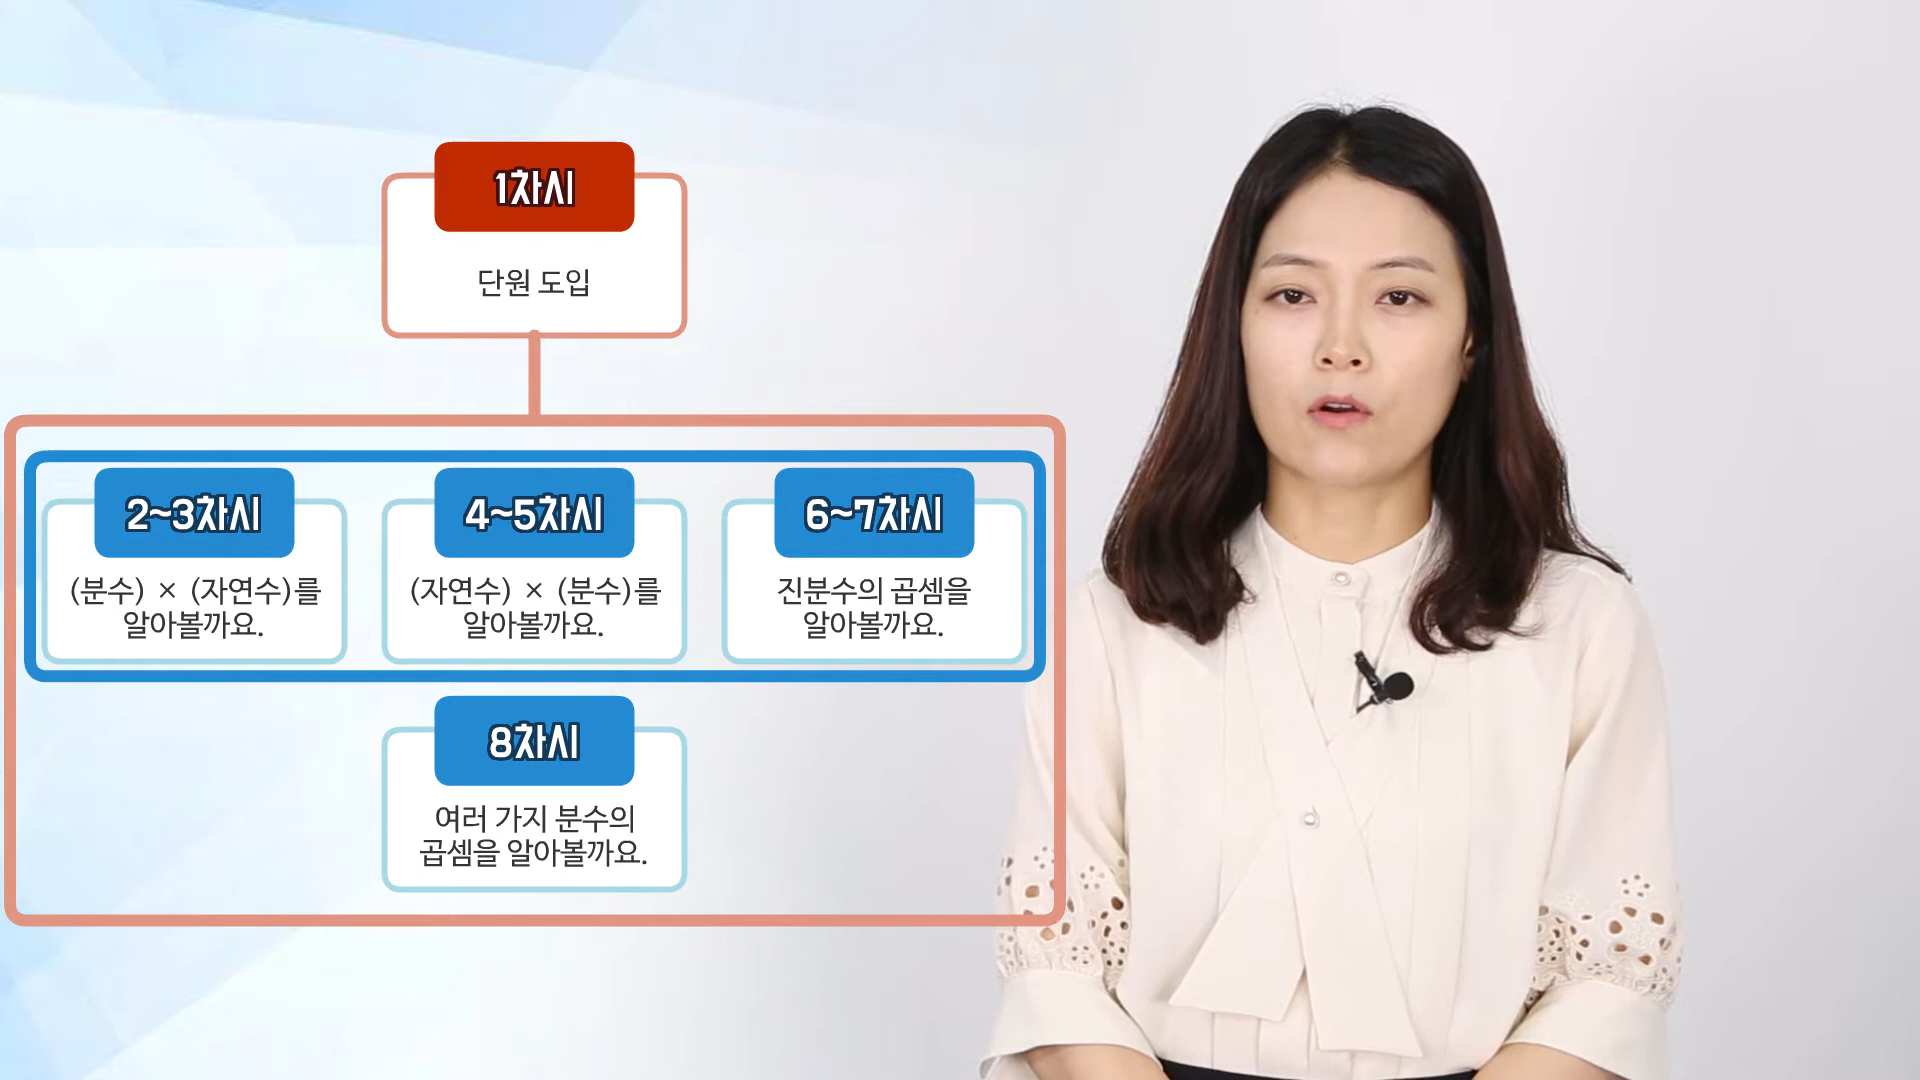 1차시
단원 도입
2~3차시
(분수) × (자연수)를
알아볼까요.
4~5차시
(자연수) × (분수)를
알아볼까요.
6~7차시
진분수의 곱셈을
알아볼까요.
8차시
여러 가지 분수의
곱셈을 알아볼까요.